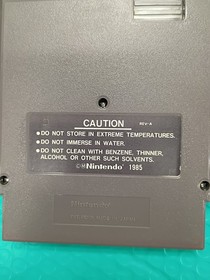 CAUTION REV-A
• DO NOT STORE IN EXTREME TEMPERATURES.
• DO NOT IMMERSE IN WATER.
• DO NOT CLEAN WITH BENZENE, THINNER,
ALCOHOL OR OTHER SUCH SOLVENTS.
©®Nintendo® 1985
Nintendo